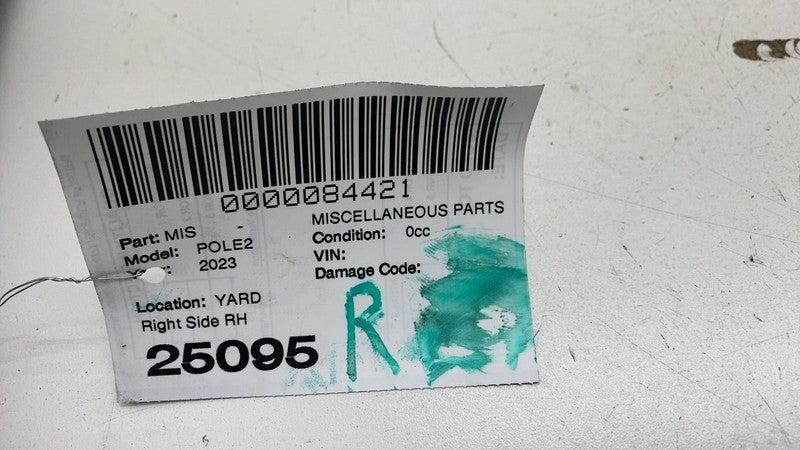 0000084421
Part: MIS - MISCELLANEOUS PARTS
Model: POLE2 Condition: 0cc
2023 VIN:
Damage Code:
Location: YARD
Right Side RH
25095 R